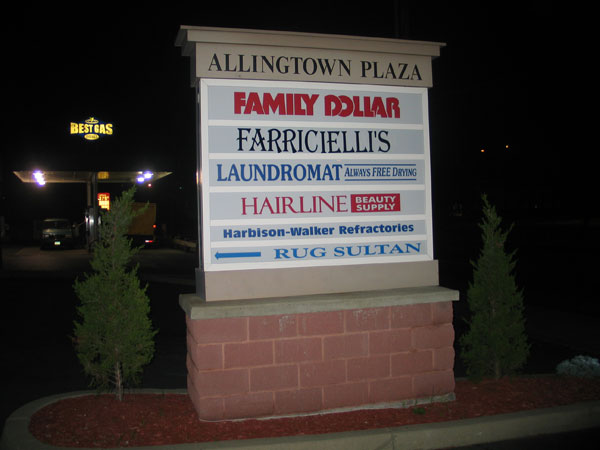 ALLINGTOWN PLAZA
FAMILY DOLLAR
FARRICIELLI'S
LAUNDROMAT ALWAYS FREE DRYING
HAIRLINE BEAUTY SUPPLY
Harbison-Walker Refractories
RUG SULTAN
BEST GAS